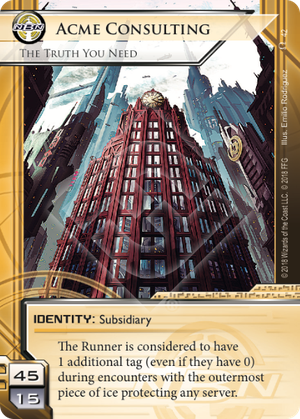 NBN
Acme Consulting
The Truth You Need
Illus. Emilio Rodríguez
© 2018 Wizards of the Coast LLC. © 2018 FFG
IDENTITY: Subsidiary
The Runner is considered to have
1 additional tag (even if they have 0)
during encounters with the outermost
piece of ice protecting any server.
45
15